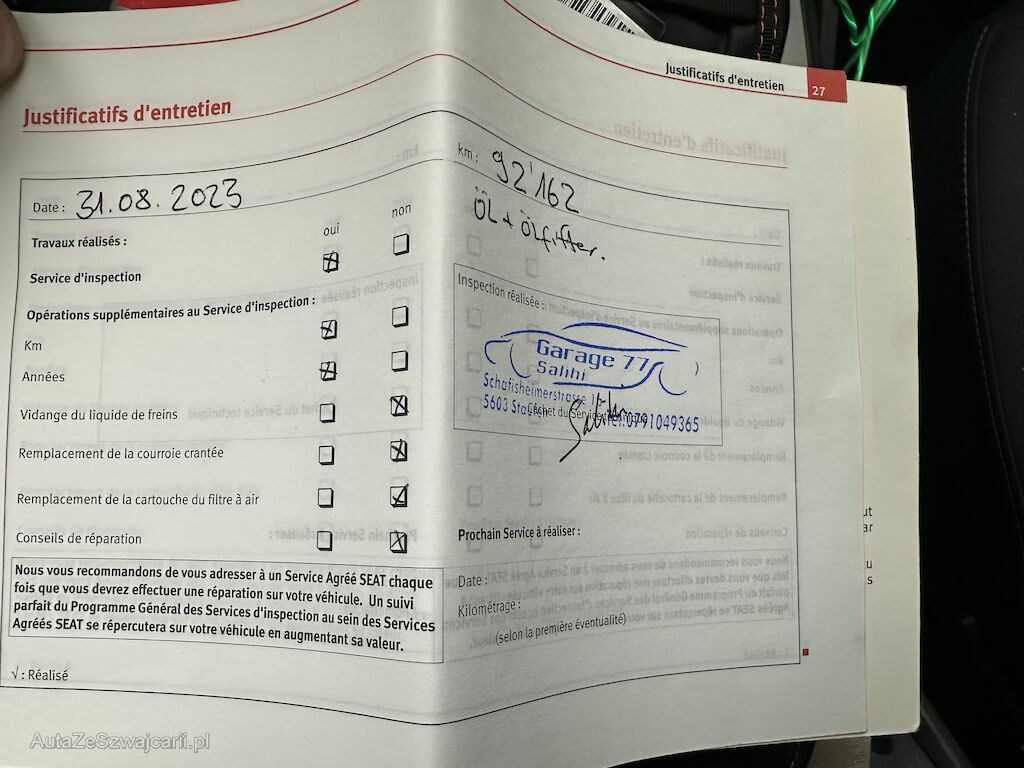 Justificatifs d'entretien
27
Justificatifs d'entretien
Date : 31.08.2023
km : 92'162
ÖL + ÖLfilter.
oui
non
Travaux réalisés :
Service d'inspection
Opérations supplémentaires au Service d'inspection :
Km
Années
Vidange du liquide de freins
Remplacement de la courroie crantée
Remplacement de la cartouche du filtre à air
Conseils de réparation
Nous vous recommandons de vous adresser à un Service Agréé SEAT chaque
fois que vous devrez effectuer une réparation sur votre véhicule. Un suivi
parfait du Programme Général des Services d'inspection au sein des Services
Agréés SEAT se répercutera sur votre véhicule en augmentant sa valeur.
√ : Réalisé
Inspection réalisée :
Garage 77
Salihi
Schafisheimerstrasse
5603
Cachet du Service
Tel.0791049365
Prochain Service à réaliser :
Date :
Kilométrage :
(selon la première éventualité)
AutaZeSzwajcarii.pl